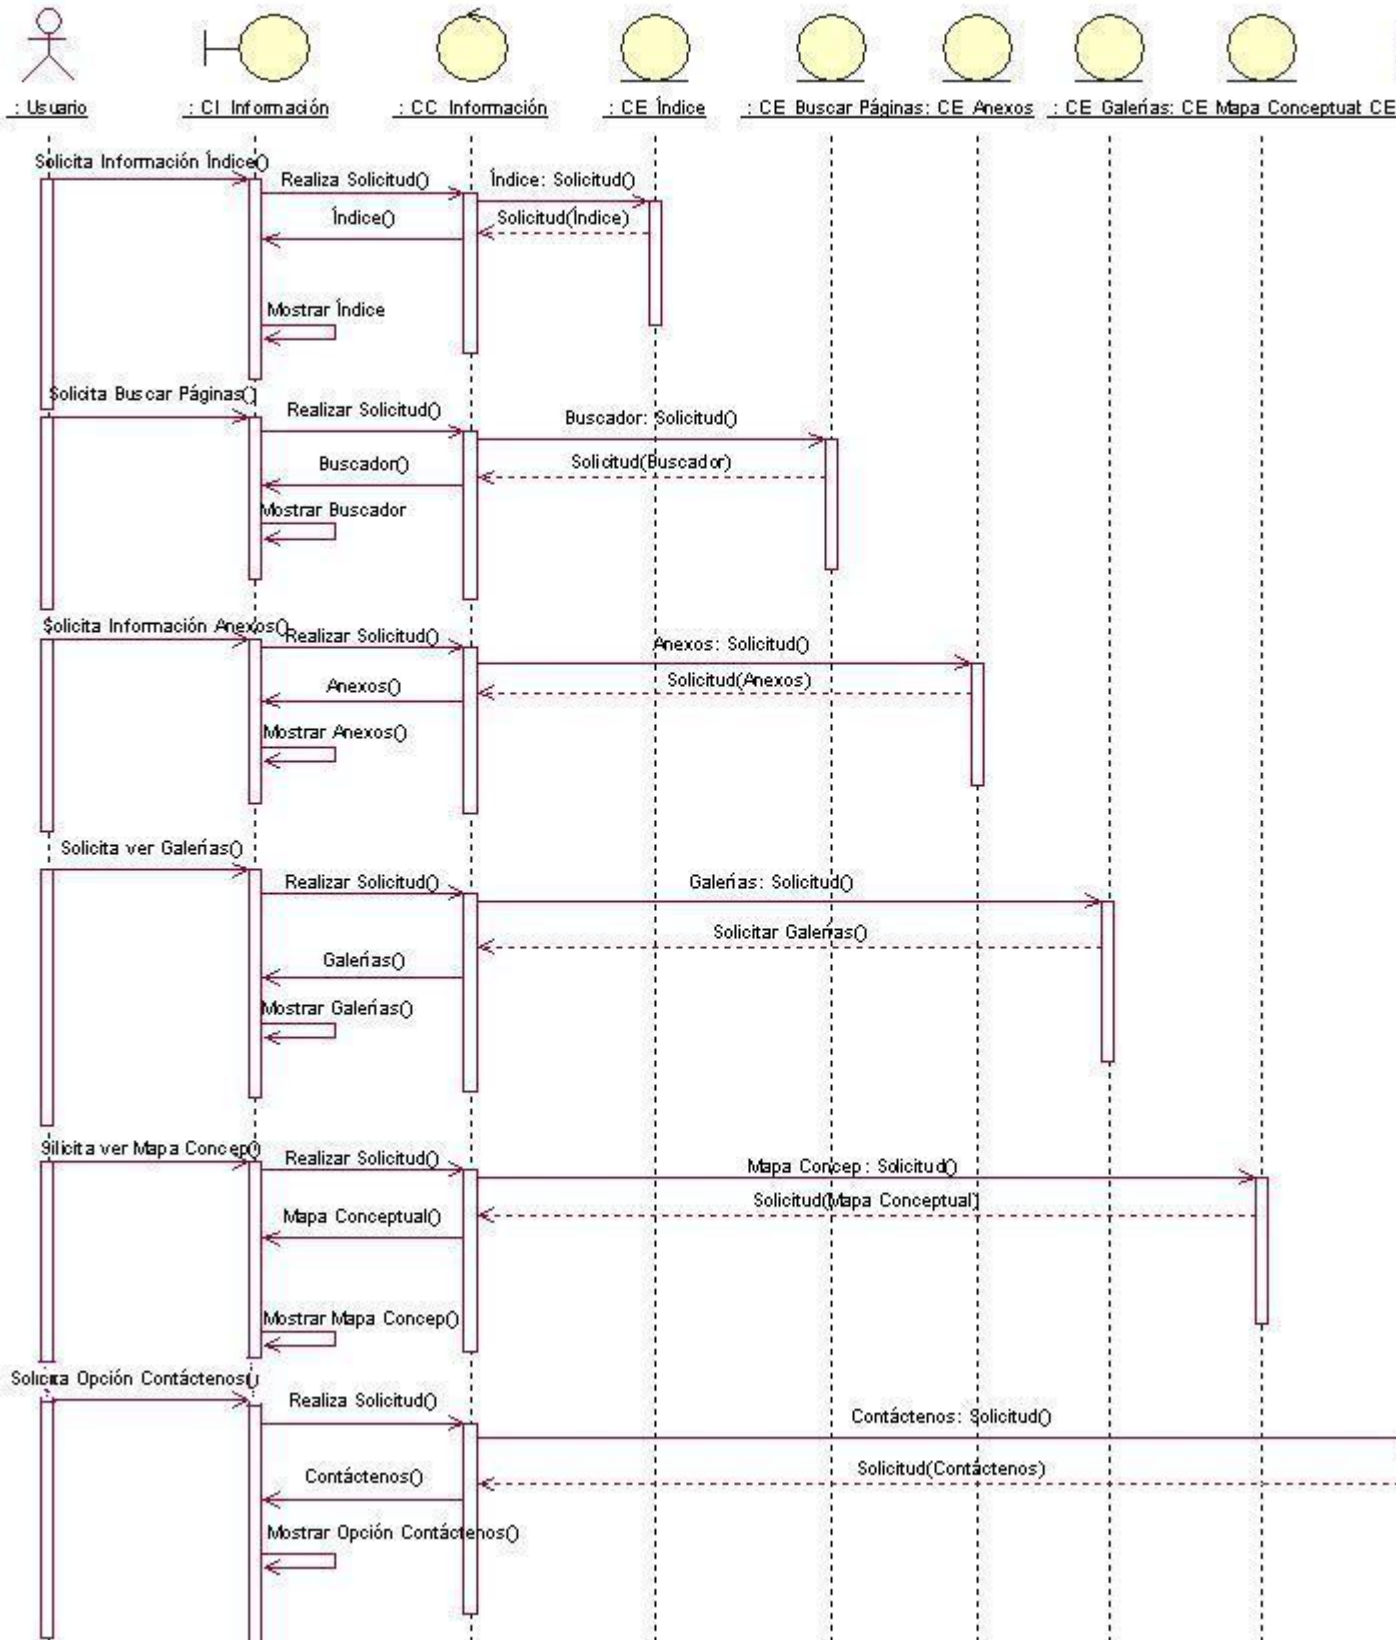 : Usuario : CI Información : CC Información : CE Índice : CE Buscar Páginas : CE Anexos : CE Galerías : CE Mapa Conceptual : CE
Solicita Información Índice()
Realiza Solicitud()
Índice: Solicitud()
Índice()
Solicitud(Índice)
Mostrar Índice
Solicita Buscar Páginas()
Realizar Solicitud()
Buscador: Solicitud()
Buscador()
Solicitud(Buscador)
Mostrar Buscador
Solicita Información Anexos()
Realizar Solicitud()
Anexos: Solicitud()
Anexos()
Solicitud(Anexos)
Mostrar Anexos()
Solicita ver Galerías()
Realizar Solicitud()
Galerías: Solicitud()
Solicitar Galerías()
Galerías()
Mostrar Galerías()
Silicita ver Mapa Concep()
Realizar Solicitud()
Mapa Concep : Solicitud()
Solicitud(Mapa Conceptual)
Mapa Conceptual()
Mostrar Mapa Concep()
Solicita Opción Contáctenos()
Realiza Solicitud()
Contáctenos: Solicitud()
Contáctenos()
Solicitud(Contáctenos)
Mostrar Opción Contáctenos()